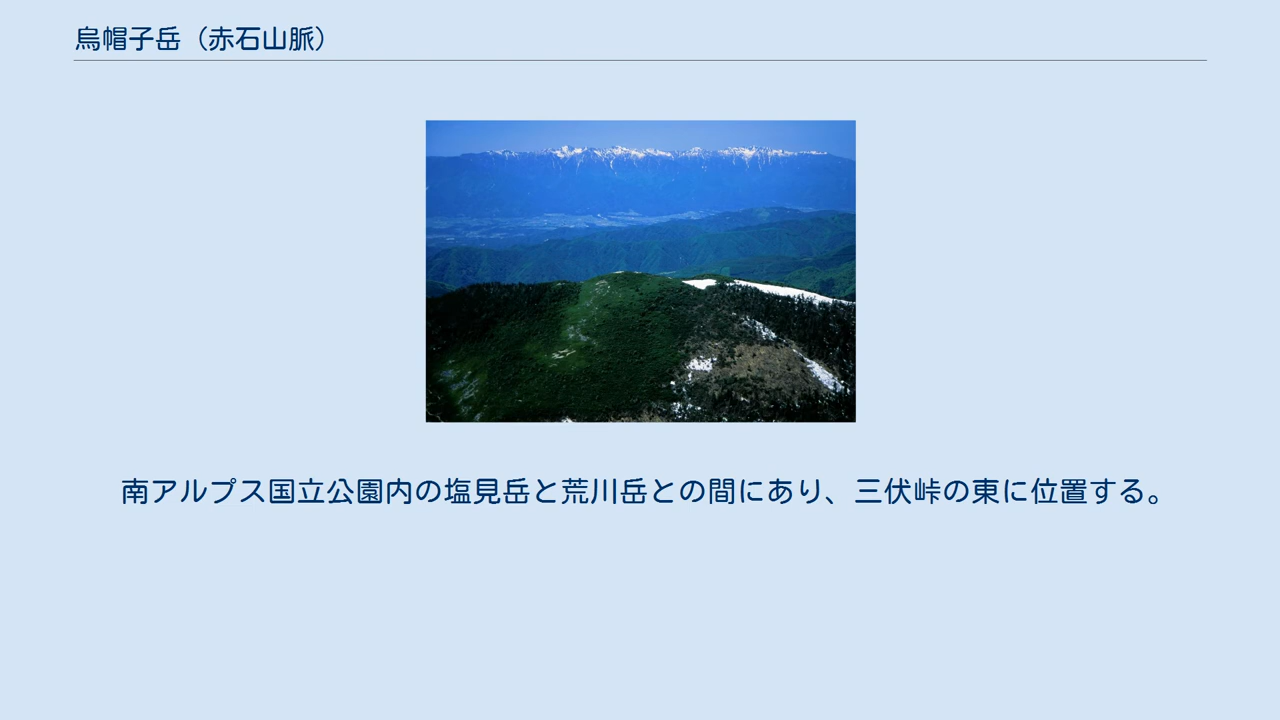 烏帽子岳（赤石山脈）
南アルプス国立公園内の塩見岳と荒川岳との間にあり、三伏峠の東に位置する。